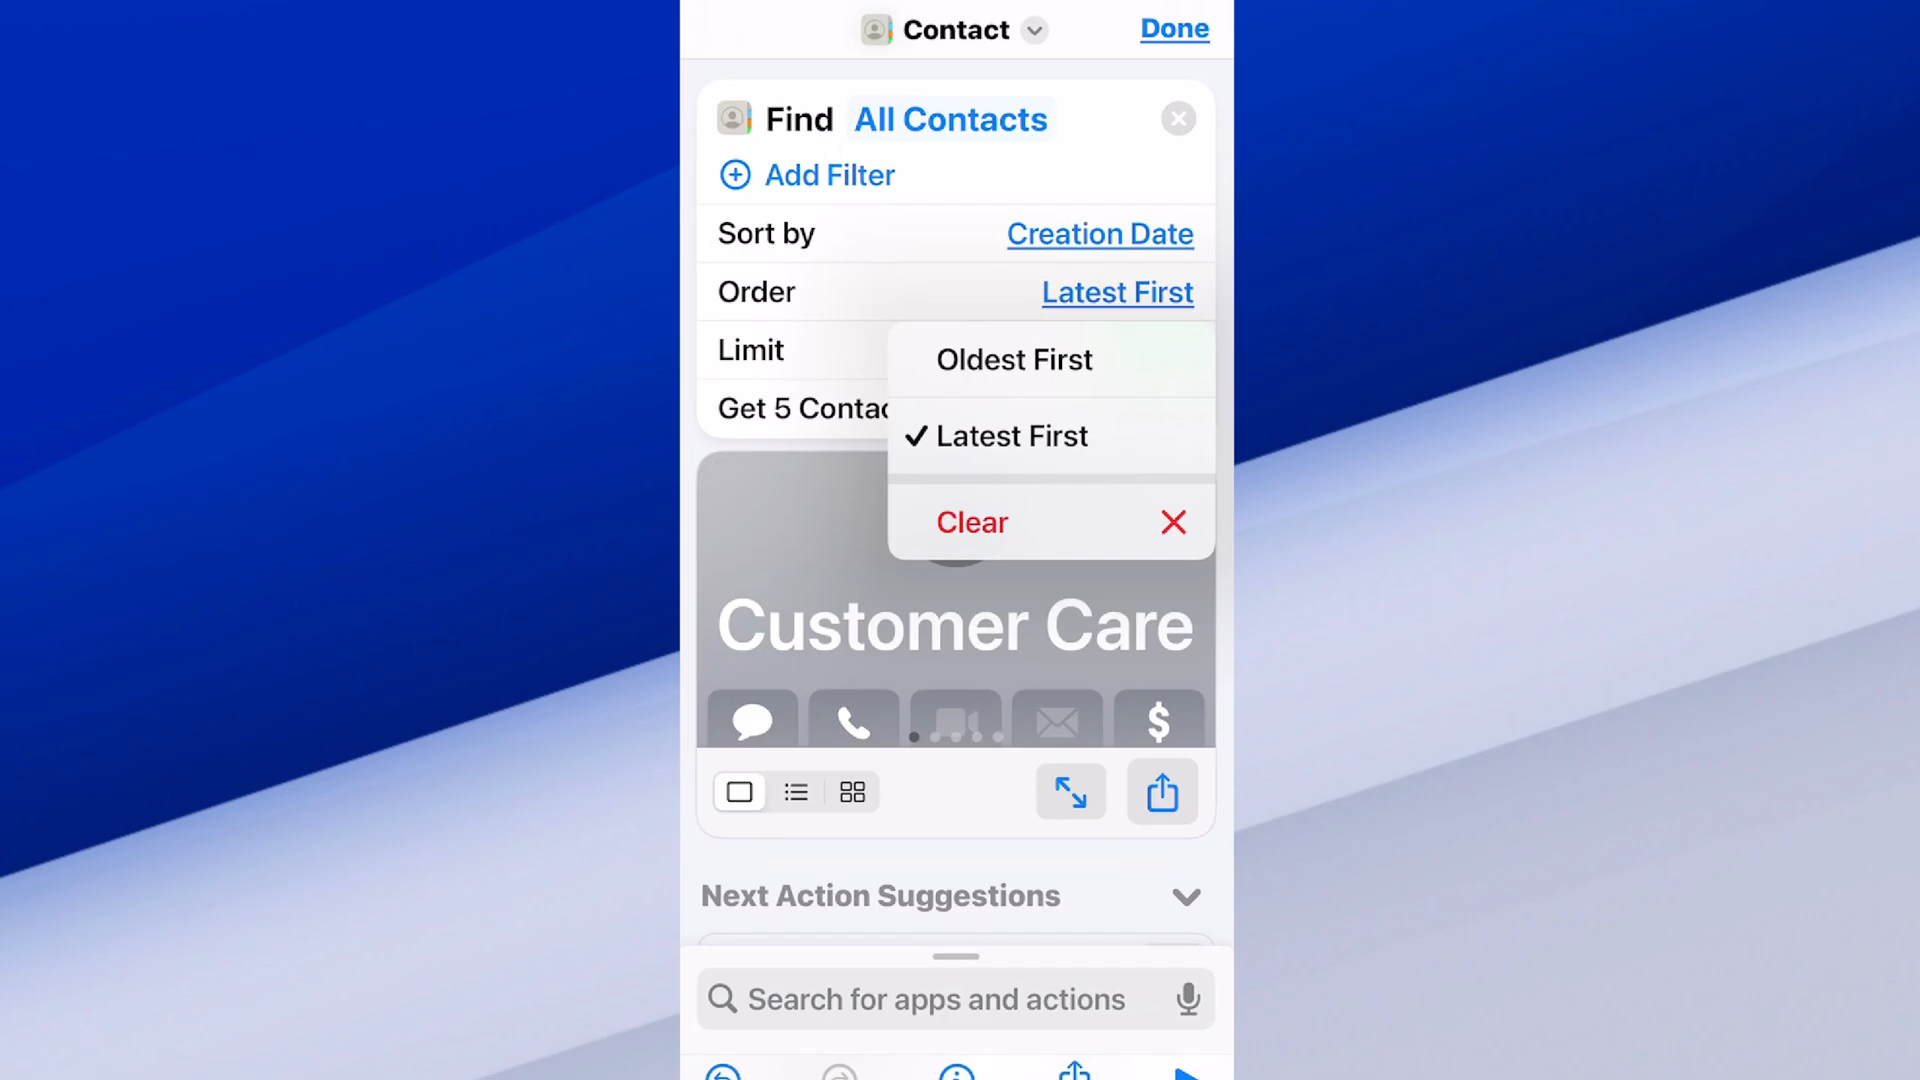 Contact
Done
Find All Contacts
Add Filter
Sort by Creation Date
Order Latest First
Limit
Oldest First
Get 5 Contac
Latest First
Clear
Customer Care
Next Action Suggestions
Search for apps and actions